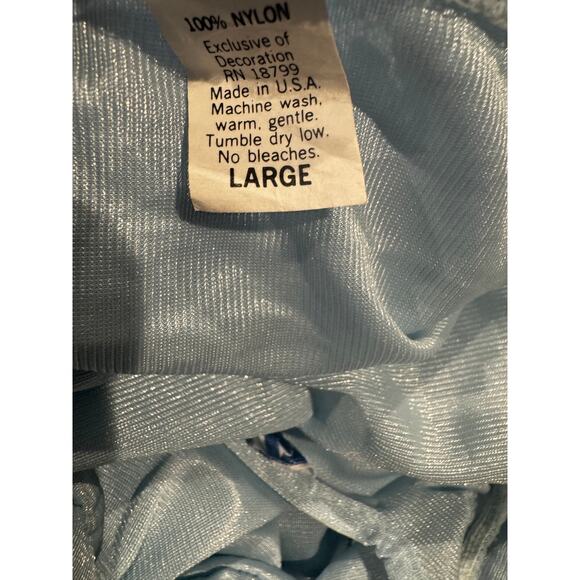 100% NYLON
Exclusive of
Decoration
RN 18799
Made in U.S.A.
Machine wash,
warm, gentle.
Tumble dry low.
No bleaches.
LARGE